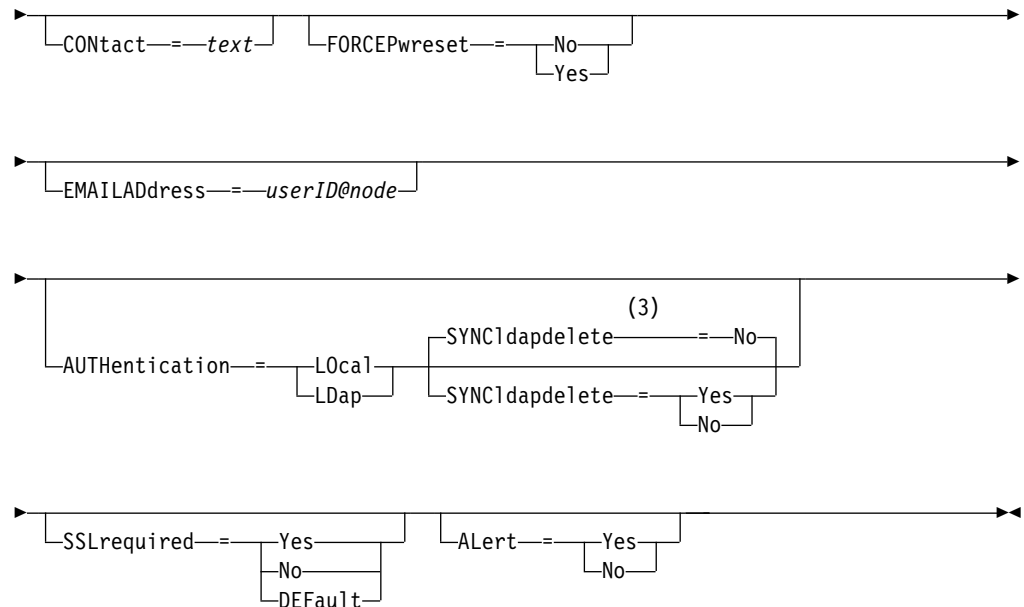 CONtact = text FORCEPwreset = No
Yes
EMAILADdress = userID@node
(3)
SYNCldapdelete = No
AUTHentication = LOcal
LDap SYNCldapdelete = Yes
No
SSLrequired = Yes ALert = Yes
No No
DEFault